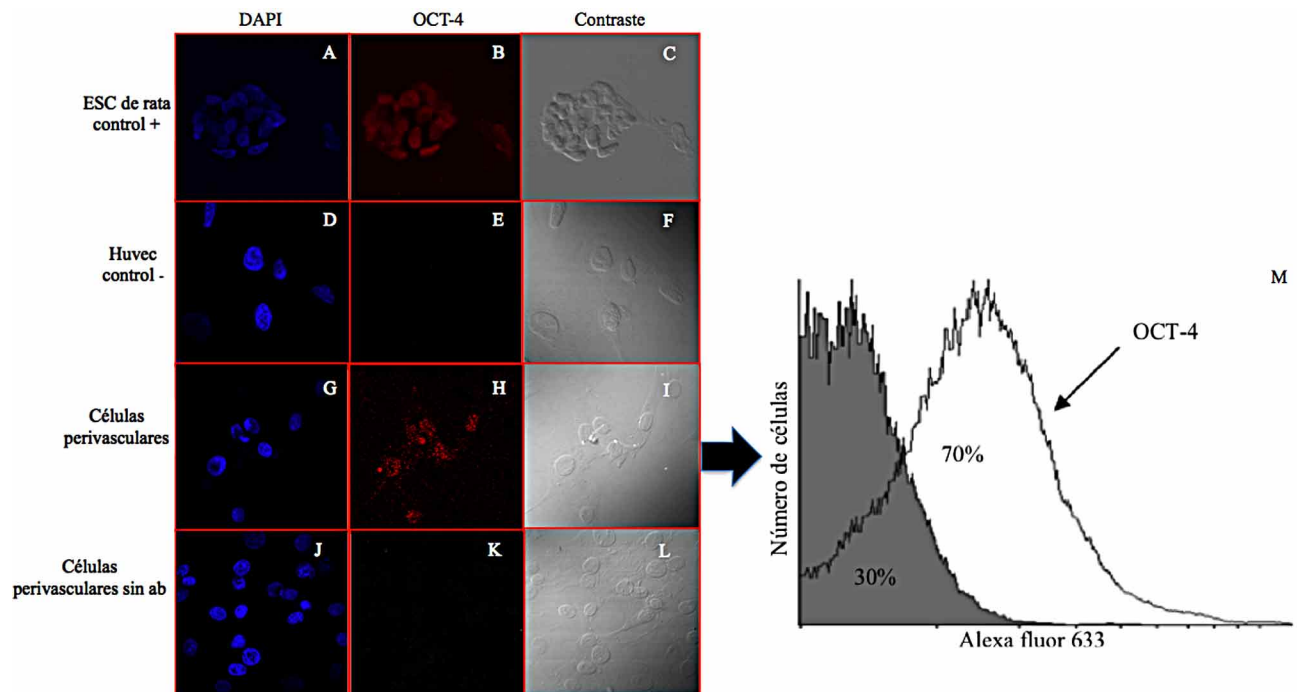 DAPI OCT-4 Contraste
ESC de rata
control +
A B C
Huvec
control -
D E F
Células
perivasculares
G H I
Células
perivasculares sin ab
J K L
M
OCT-4
70%
30%
Número de células
Alexa fluor 633